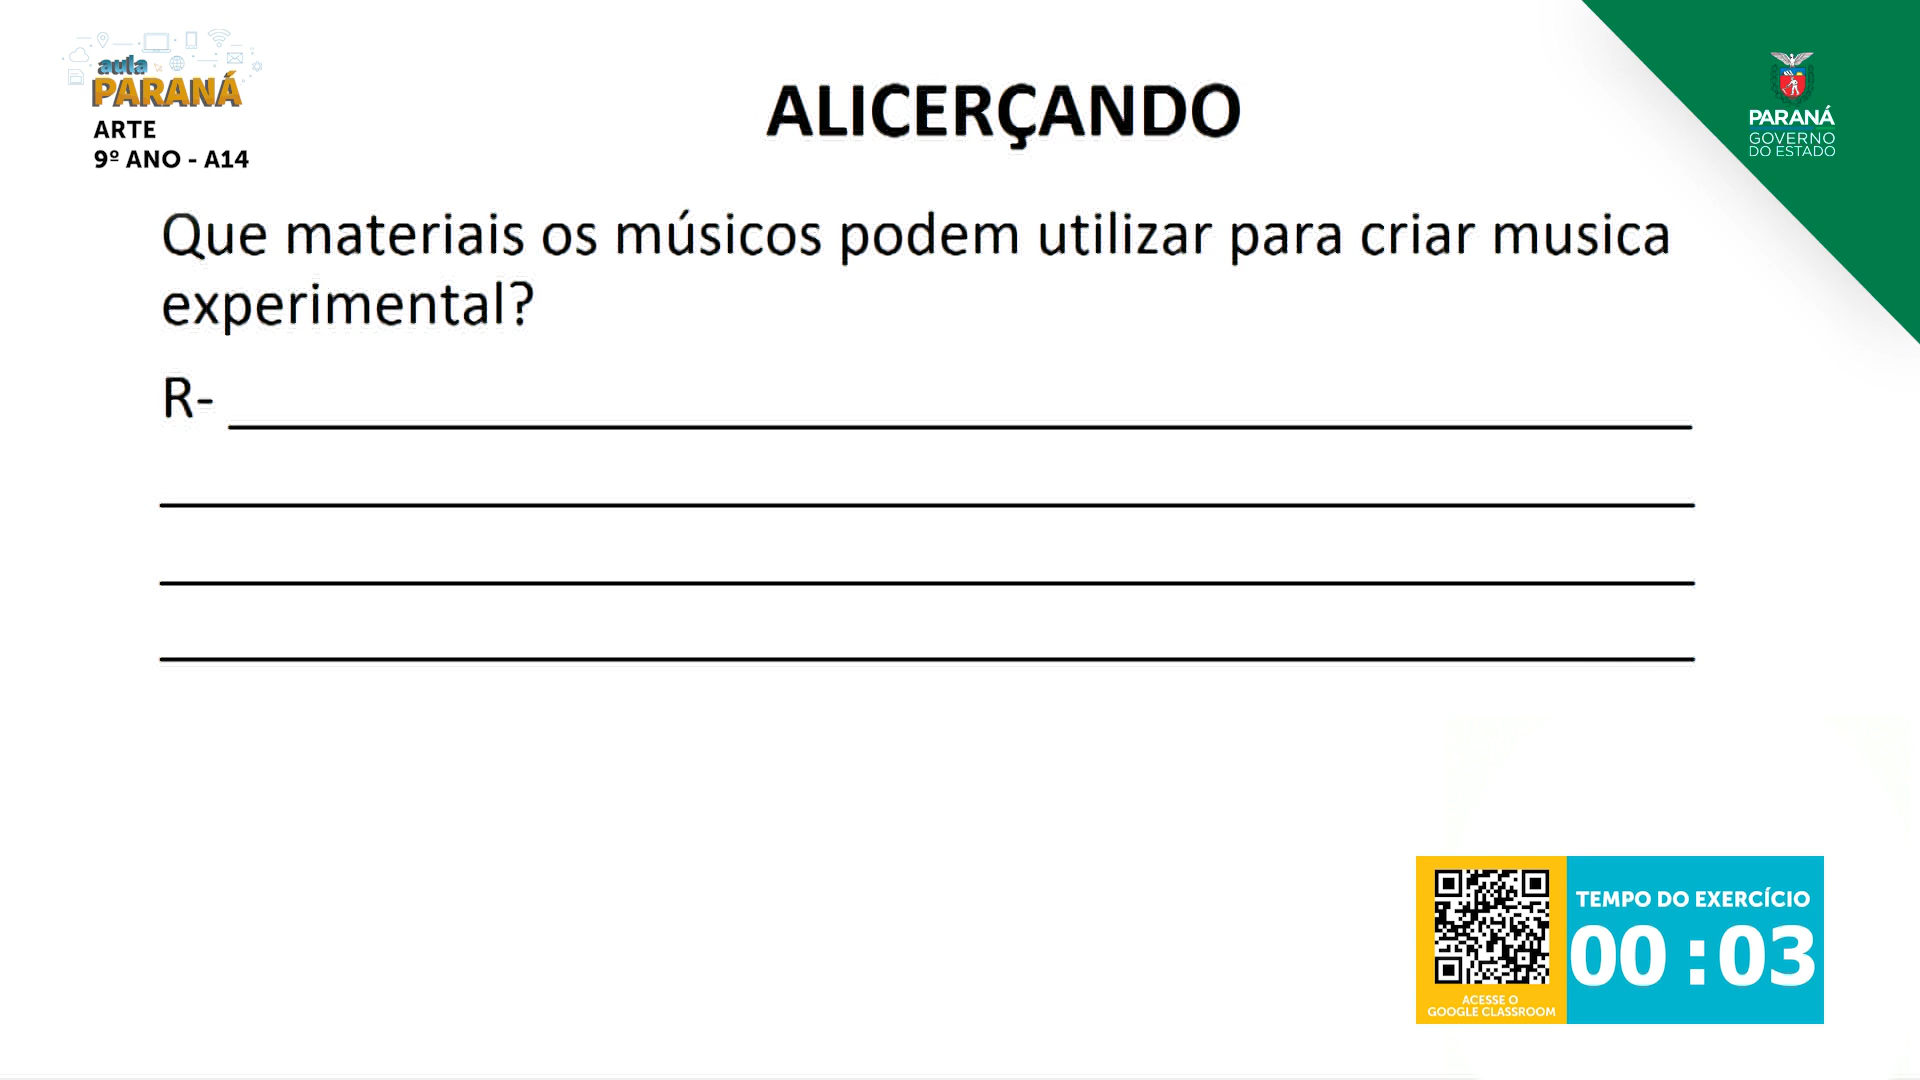 aula
PARANÁ
ARTE
9º ANO - A14
ALICERÇANDO
PARANÁ
GOVERNO
DO ESTADO
Que materiais os músicos podem utilizar para criar musica
experimental?
R-
TEMPO DO EXERCÍCIO
00:03
ACESSE O
GOOGLE CLASSROOM